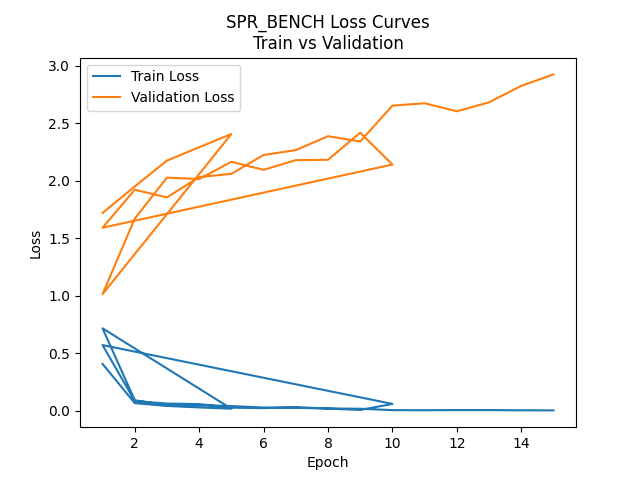 SPR_BENCH Loss Curves
Train vs Validation
Train Loss
Validation Loss
3.0
2.5
2.0
1.5
1.0
0.5
0.0
Loss
2
4
6
8
10
12
14
Epoch